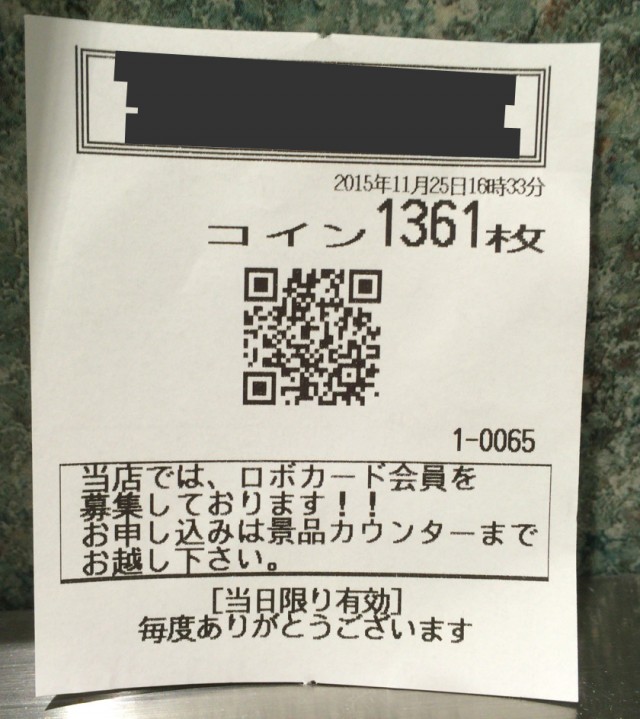 2015年11月25日16時33分
コイン1361枚
1-0065
当店では、ロボカード会員を
募集しております！！
お申し込みは景品カウンターまで
お越し下さい。
［当日限り有効］
毎度ありがとうございます